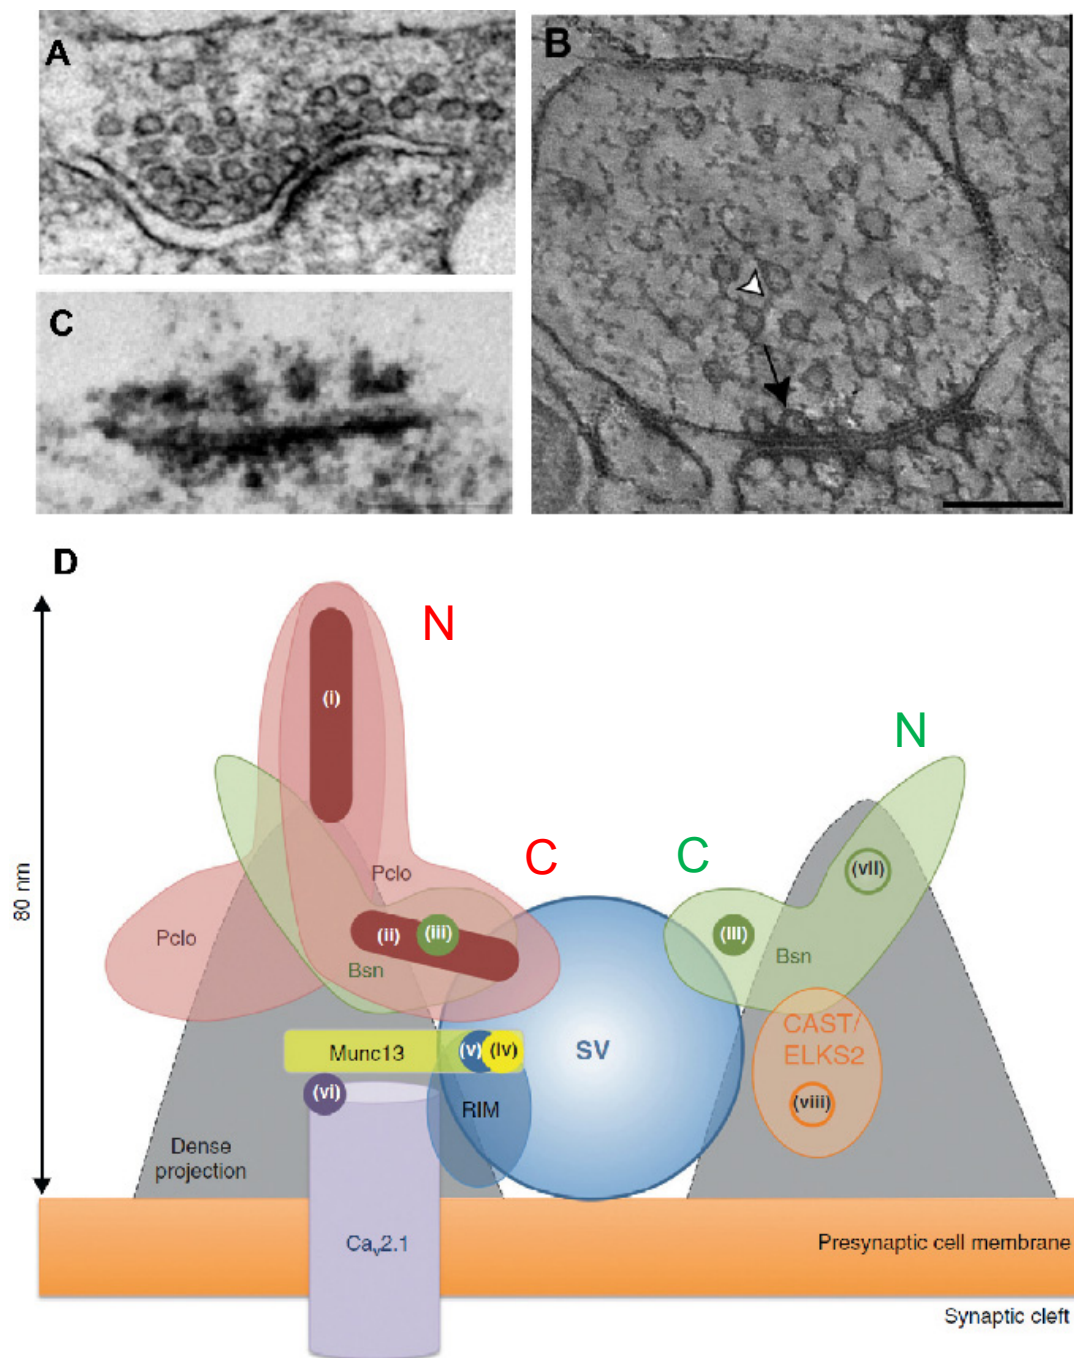 A
B
C
D
N
(i)
N
Pclo
C
C
(vii)
80 nm
Pclo
(ii)
(iii)
(iii)
Bsn
Bsn
CAST/
ELKS2
Munc13
(v)
(iv)
SV
(vi)
RIM
(viii)
Dense
projection
Cav2.1
Presynaptic cell membrane
Synaptic cleft